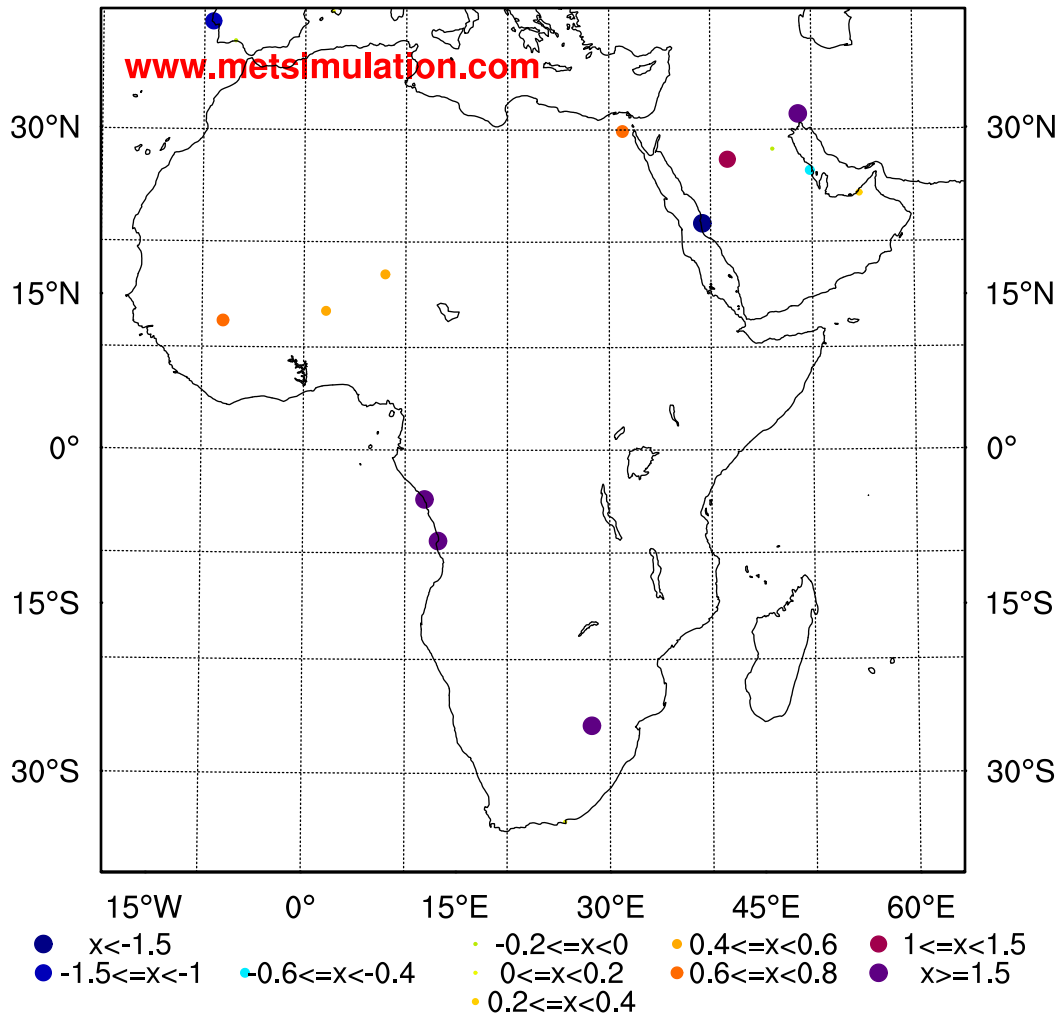 www.metsimulation.com
30°N 30°N
15°N 15°N
0° 0°
15°S 15°S
30°S 30°S
15°W 0° 15°E 30°E 45°E 60°E
x<-1.5 -0.2<=x<0 0.4<=x<0.6 1<=x<1.5
-1.5<=x<-1 -0.6<=x<-0.4 0<=x<0.2 0.6<=x<0.8 x>=1.5
0.2<=x<0.4